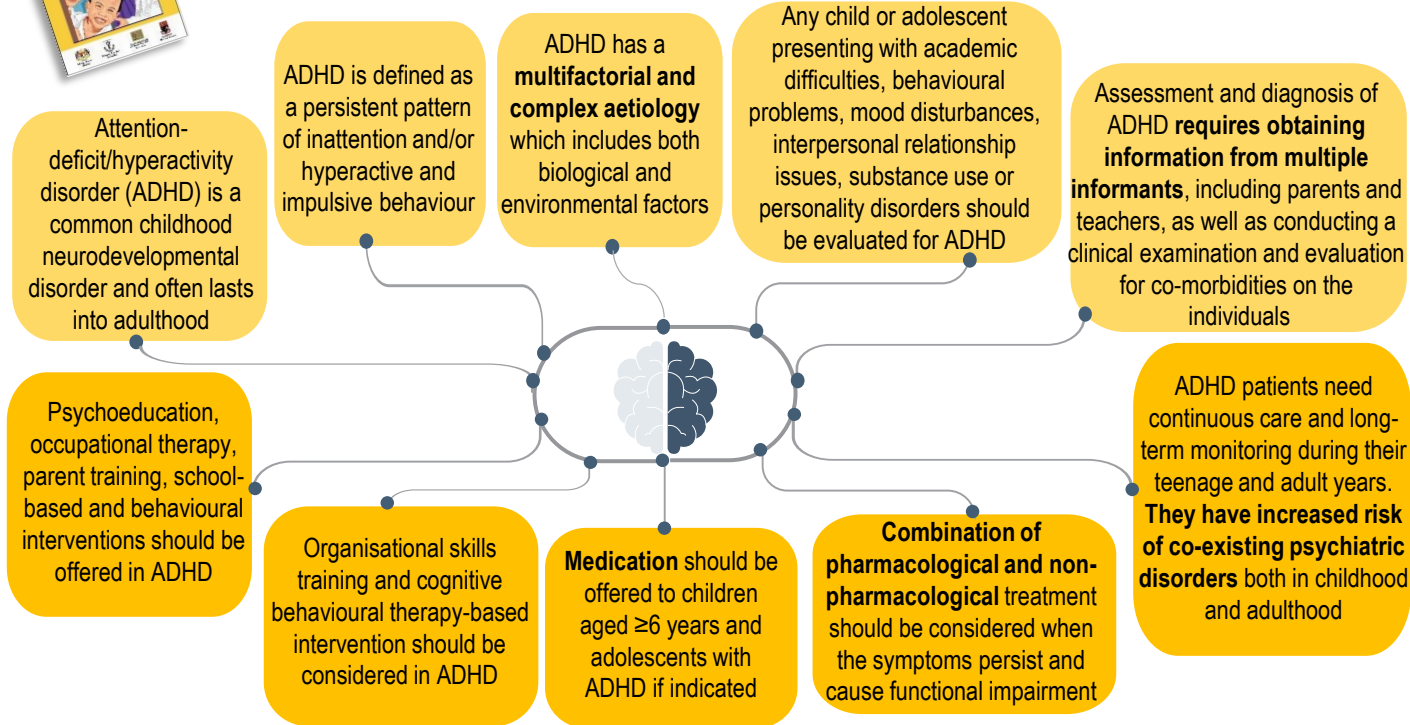 Attention-
deficit/hyperactivity
disorder (ADHD) is a
common childhood
neurodevelopmental
disorder and often lasts
into adulthood
ADHD is defined as
a persistent pattern
of inattention and/or
hyperactive and
impulsive behaviour
ADHD has a
multifactorial and
complex aetiology
which includes both
biological and
environmental factors
Any child or adolescent
presenting with academic
difficulties, behavioural
problems, mood disturbances,
interpersonal relationship
issues, substance use or
personality disorders should
be evaluated for ADHD
Assessment and diagnosis of
ADHD requires obtaining
information from multiple
informants, including parents and
teachers, as well as conducting a
clinical examination and evaluation
for co-morbidities on the
individuals
Psychoeducation,
occupational therapy,
parent training, school-
based and behavioural
interventions should be
offered in ADHD
Organisational skills
training and cognitive
behavioural therapy-based
intervention should be
considered in ADHD
Medication should be
offered to children
aged ≥6 years and
adolescents with
ADHD if indicated
Combination of
pharmacological and non-
pharmacological treatment
should be considered when
the symptoms persist and
cause functional impairment
ADHD patients need
continuous care and long-
term monitoring during their
teenage and adult years.
They have increased risk
of co-existing psychiatric
disorders both in childhood
and adulthood